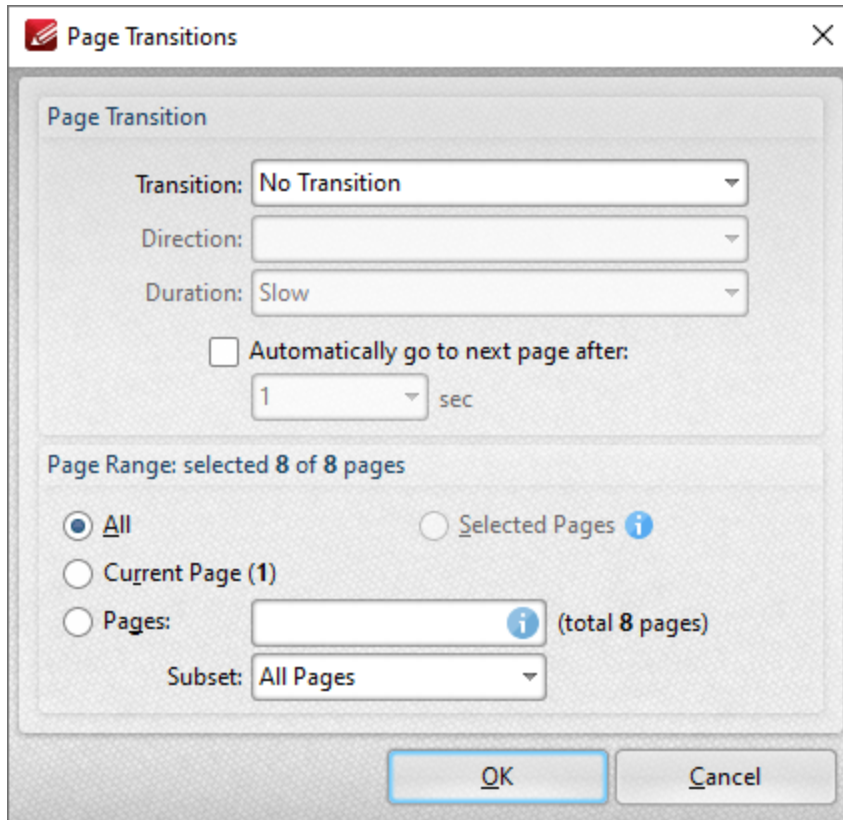 Page Transitions
Page Transition
Transition: No Transition
Direction:
Duration: Slow
Automatically go to next page after:
1 sec
Page Range: selected 8 of 8 pages
All Selected Pages
Current Page (1)
Pages: (total 8 pages)
Subset: All Pages
OK Cancel